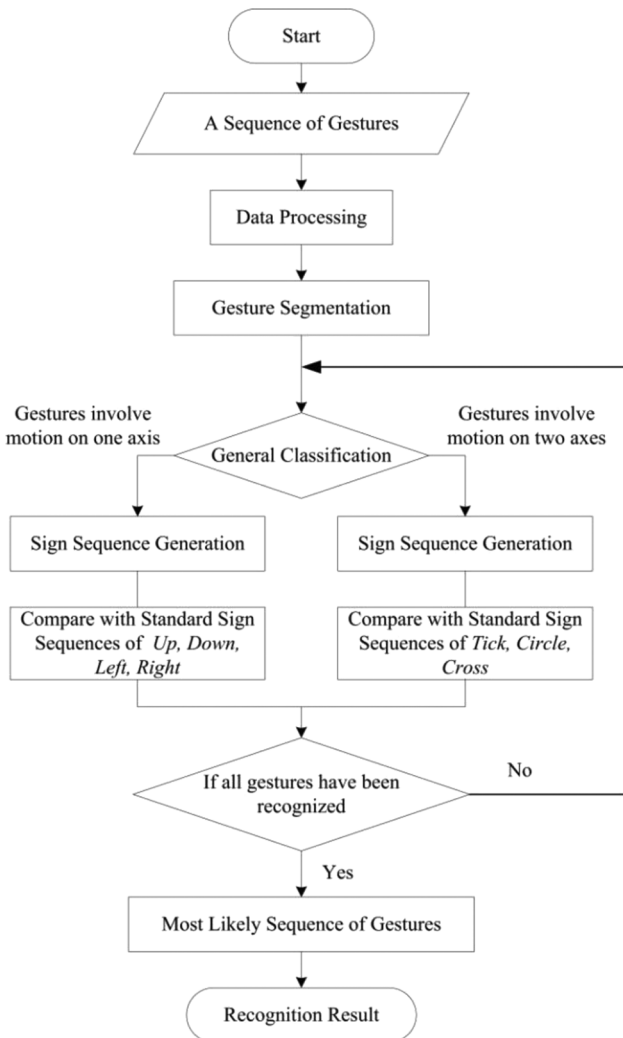 Start
A Sequence of Gestures
Data Processing
Gesture Segmentation
Gestures involve
motion on one axis
Gestures involve
motion on two axes
General Classification
Sign Sequence Generation
Sign Sequence Generation
Compare with Standard Sign
Sequences of Up, Down,
Left, Right
Compare with Standard Sign
Sequences of Tick, Circle,
Cross
If all gestures have been
recognized
No
Yes
Most Likely Sequence of Gestures
Recognition Result